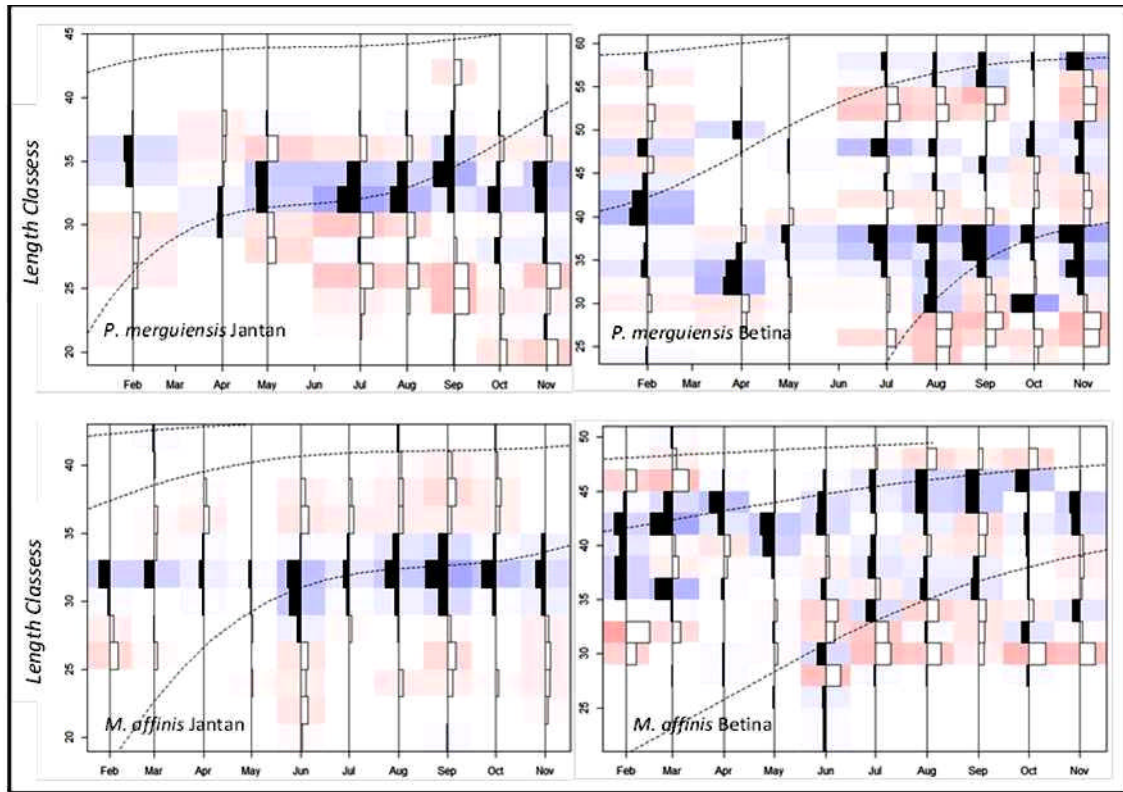 Length Classess
45
40
35
30
25
20
P. merguiensis Jantan
Feb Mar Apr May Jun Jul Aug Sep Oct Nov
60
55
50
45
40
35
30
25
P. merguiensis Betina
Feb Mar Apr May Jun Jul Aug Sep Oct Nov
Length Classess
40
35
30
25
20
M. affinis Jantan
Feb Mar Apr May Jun Jul Aug Sep Oct Nov
50
45
40
35
30
25
M. affinis Betina
Feb Mar Apr May Jun Jul Aug Sep Oct Nov